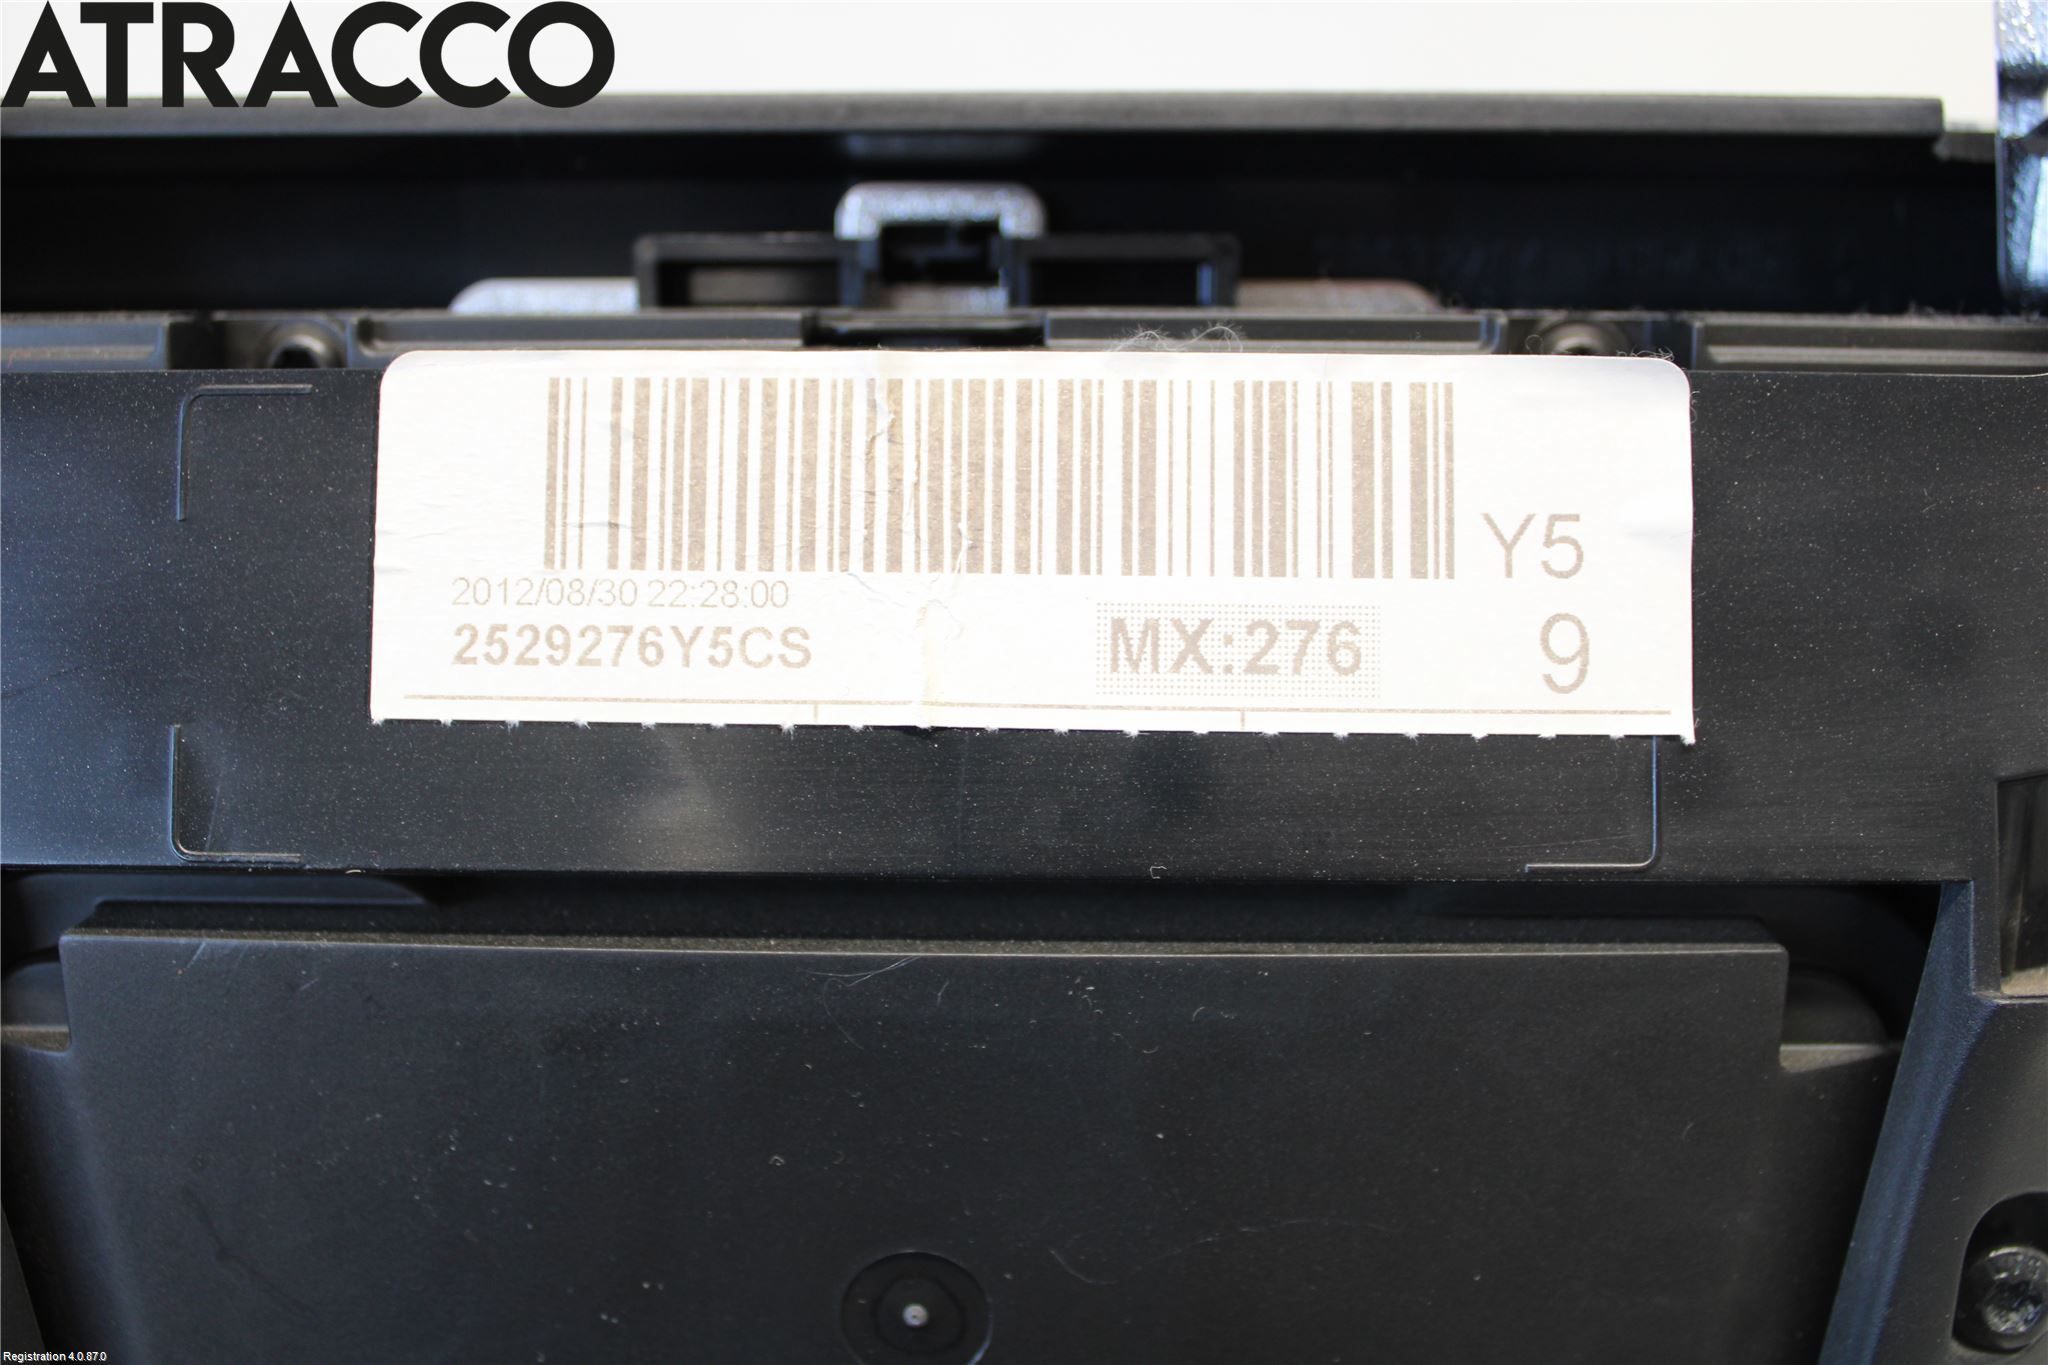 ATRACCO
Y5
2012/08/30 22:28:00
2529276Y5CS
MX:276
9
Registration 4.0.87.0